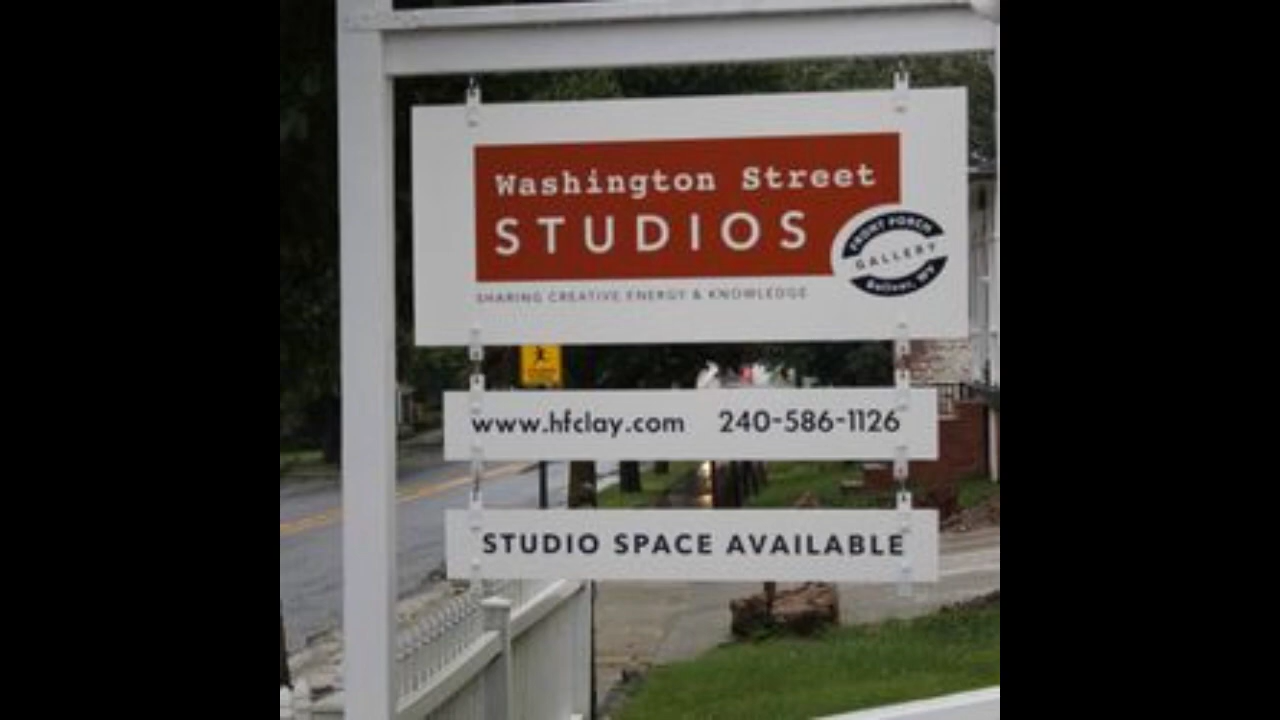 Washington Street
STUDIOS
FRONT PORCH
GALLERY
Bolivar, WV
SHARING CREATIVE ENERGY & KNOWLEDGE
www.hfclay.com 240-586-1126
STUDIO SPACE AVAILABLE